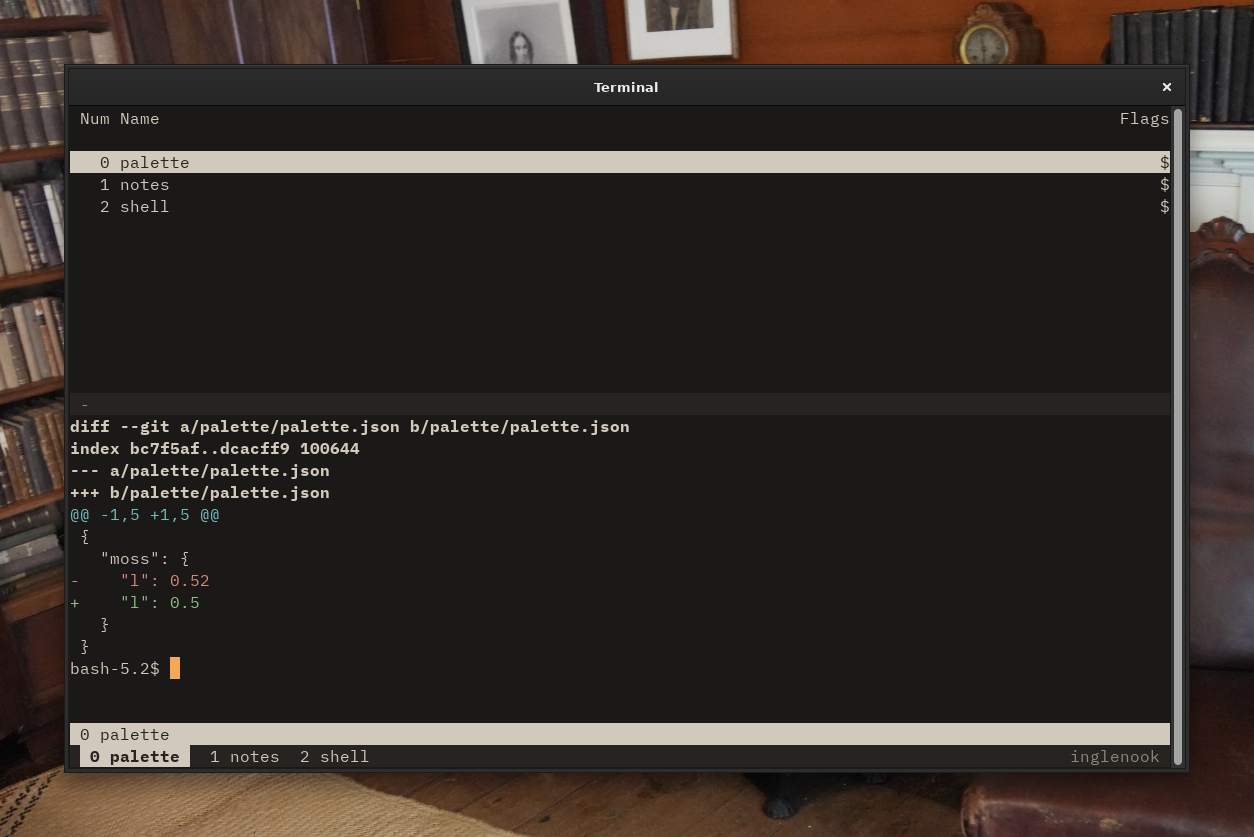 Terminal
Num Name Flags
0 palette $
1 notes $
2 shell $
-
diff --git a/palette/palette.json b/palette/palette.json
index bc7f5af..dcacff9 100644
--- a/palette/palette.json
+++ b/palette/palette.json
@@ -1,5 +1,5 @@
 {
   "moss": {
-    "l": 0.52
+    "l": 0.5
   }
 }
bash-5.2$
0 palette
0 palette 1 notes 2 shell inglenook